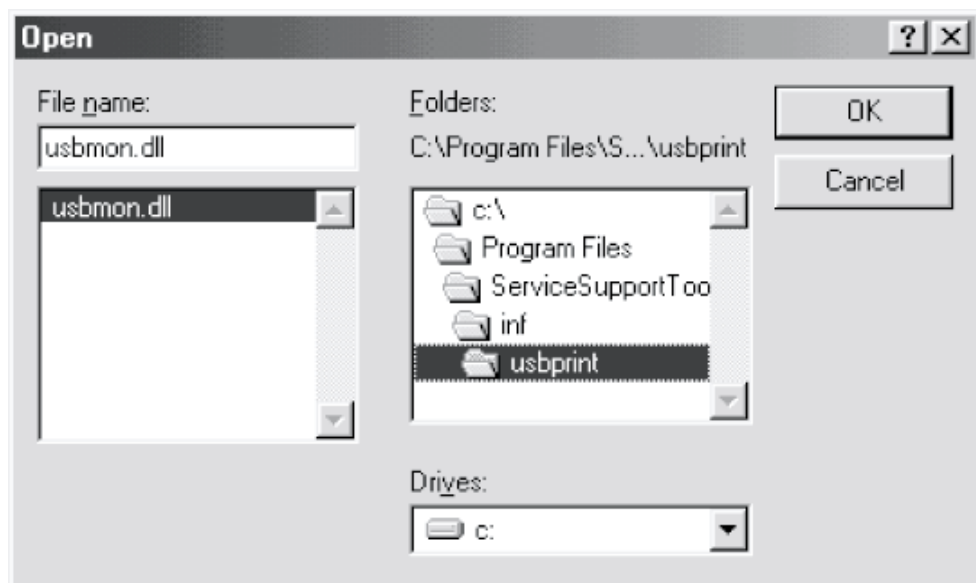 Open
File name:
usbmon.dll
usbmon.dll
Folders:
C:\Program Files\S...\usbprint
c:\
Program Files
ServiceSupportToo
inf
usbprint
Drives:
c:
OK
Cancel